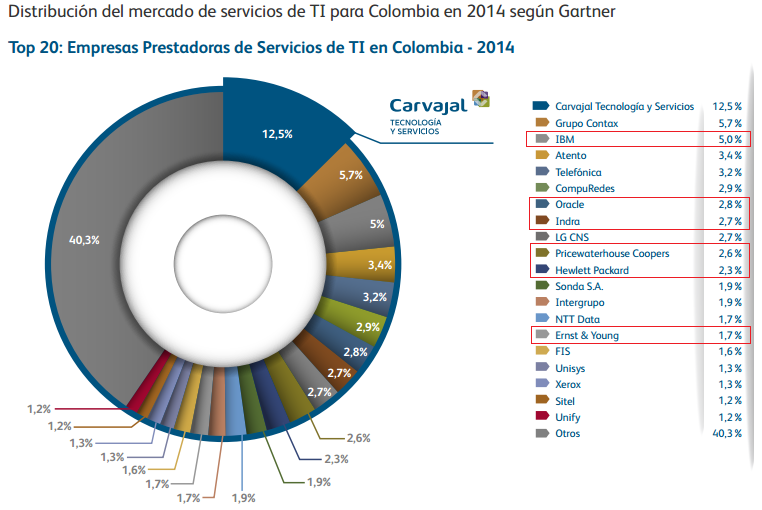 Distribución del mercado de servicios de TI para Colombia en 2014 según Gartner
Top 20: Empresas Prestadoras de Servicios de TI en Colombia - 2014
Carvajal
TECNOLOGÍA
Y SERVICIOS
12,5%
5,7%
5%
3,4%
3,2%
2,9%
2,8%
2,7%
2,7%
2,6%
2,3%
1,9%
1,9%
1,7%
1,7%
1,6%
1,3%
1,3%
1,2%
1,2%
40,3%
Carvajal Tecnología y Servicios 12,5%
Grupo Contax 5,7%
IBM 5,0%
Atento 3,4%
Telefónica 3,2%
CompuRedes 2,9%
Oracle 2,8%
Indra 2,7%
LG CNS 2,7%
Pricewaterhouse Coopers 2,6%
Hewlett Packard 2,3%
Sonda S.A. 1,9%
Intergrupo 1,9%
NTT Data 1,7%
Ernst & Young 1,7%
FIS 1,6%
Unisys 1,3%
Xerox 1,3%
Sitel 1,2%
Unify 1,2%
Otros 40,3%